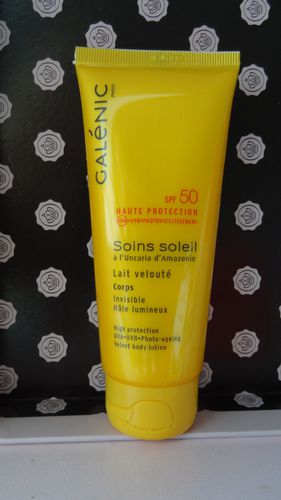 GALÉNIC
PARIS
SPF 50
HAUTE PROTECTION
UVA•UVB•PHOTOVIEILLISSEMENT
Soins soleil
à l'Uncaria d'Amazonie
Lait velouté
Corps
Invisible
Hâle lumineux
High protection
UVA•UVB•Photo-ageing
Velvet body lotion